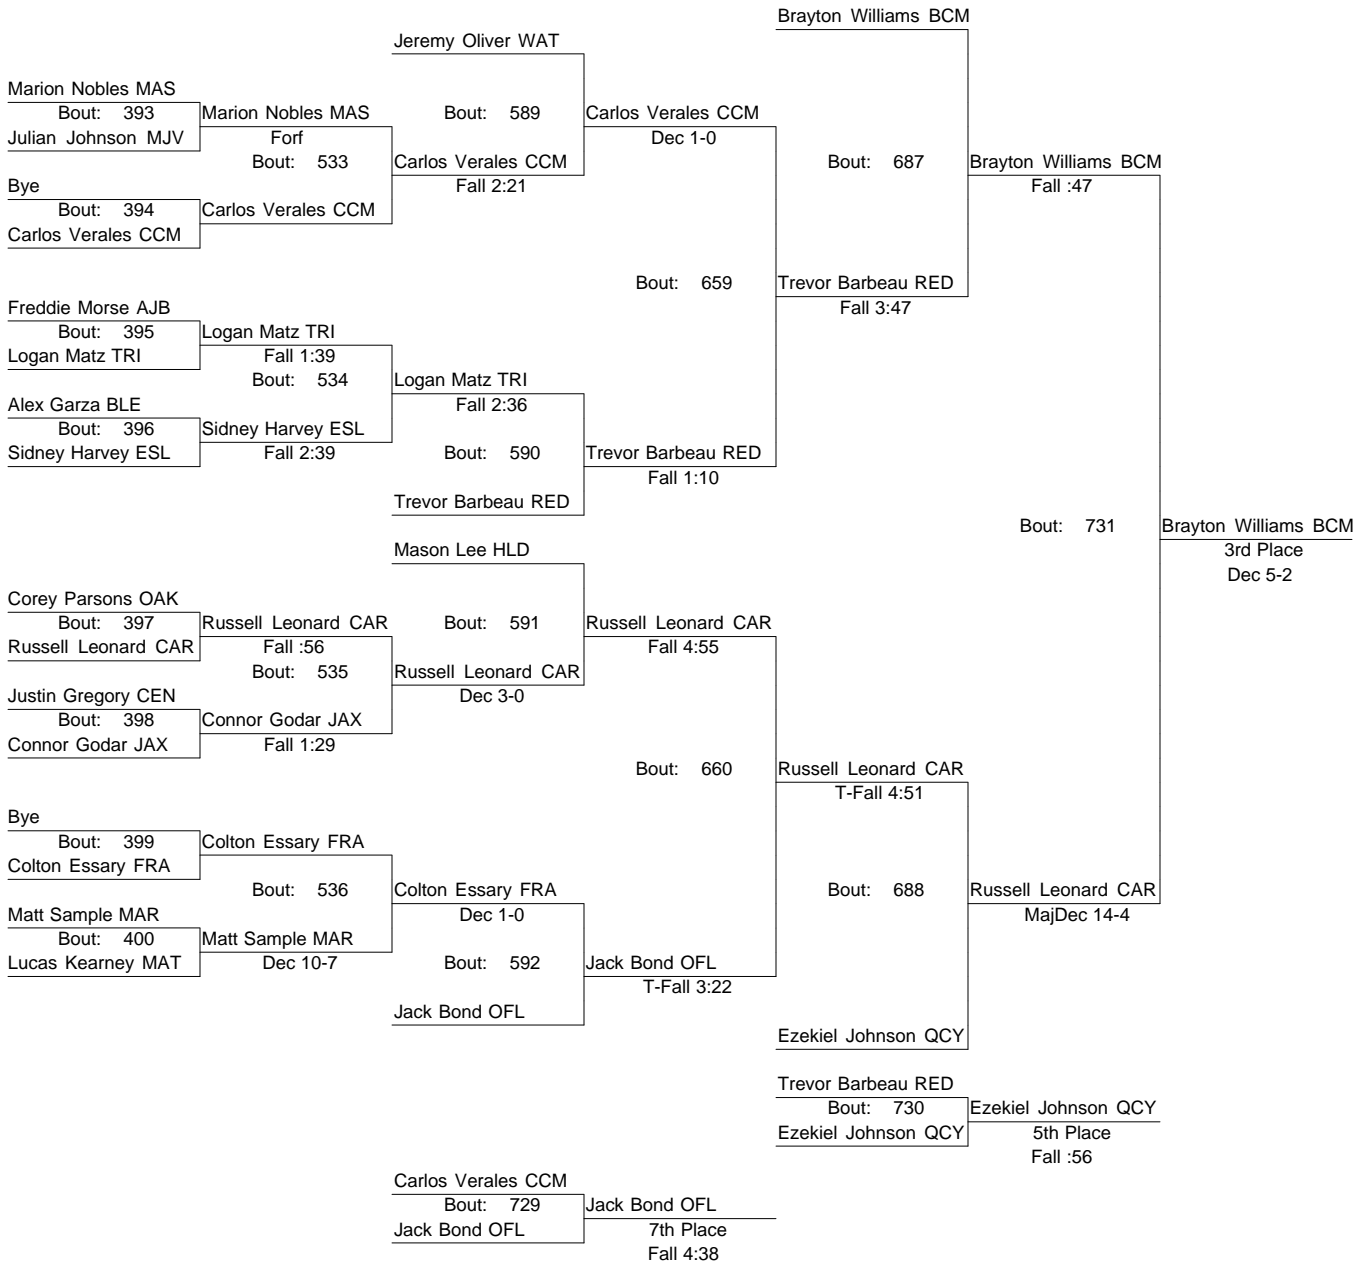 Brayton Williams BCM
Jeremy Oliver WAT
Marion Nobles MAS
Bout: 393
Marion Nobles MAS
Bout: 589
Carlos Verales CCM
Julian Johnson MJV
Forf
Dec 1-0
Bout: 533
Carlos Verales CCM
Bout: 687
Brayton Williams BCM
Bye
Fall 2:21
Fall :47
Bout: 394
Carlos Verales CCM
Carlos Verales CCM
Bout: 659
Trevor Barbeau RED
Freddie Morse AJB
Fall 3:47
Bout: 395
Logan Matz TRI
Logan Matz TRI
Fall 1:39
Bout: 534
Logan Matz TRI
Alex Garza BLE
Fall 2:36
Bout: 396
Sidney Harvey ESL
Sidney Harvey ESL
Fall 2:39
Bout: 590
Trevor Barbeau RED
Fall 1:10
Trevor Barbeau RED
Bout: 731
Brayton Williams BCM
Mason Lee HLD
3rd Place
Dec 5-2
Corey Parsons OAK
Bout: 397
Russell Leonard CAR
Bout: 591
Russell Leonard CAR
Russell Leonard CAR
Fall :56
Fall 4:55
Bout: 535
Russell Leonard CAR
Justin Gregory CEN
Dec 3-0
Bout: 398
Connor Godar JAX
Connor Godar JAX
Fall 1:29
Bout: 660
Russell Leonard CAR
T-Fall 4:51
Bye
Bout: 399
Colton Essary FRA
Colton Essary FRA
Bout: 536
Colton Essary FRA
Bout: 688
Russell Leonard CAR
Matt Sample MAR
Dec 1-0
MajDec 14-4
Bout: 400
Matt Sample MAR
Lucas Kearney MAT
Dec 10-7
Bout: 592
Jack Bond OFL
T-Fall 3:22
Jack Bond OFL
Ezekiel Johnson QCY
Trevor Barbeau RED
Bout: 730
Ezekiel Johnson QCY
Ezekiel Johnson QCY
5th Place
Fall :56
Carlos Verales CCM
Bout: 729
Jack Bond OFL
Jack Bond OFL
7th Place
Fall 4:38